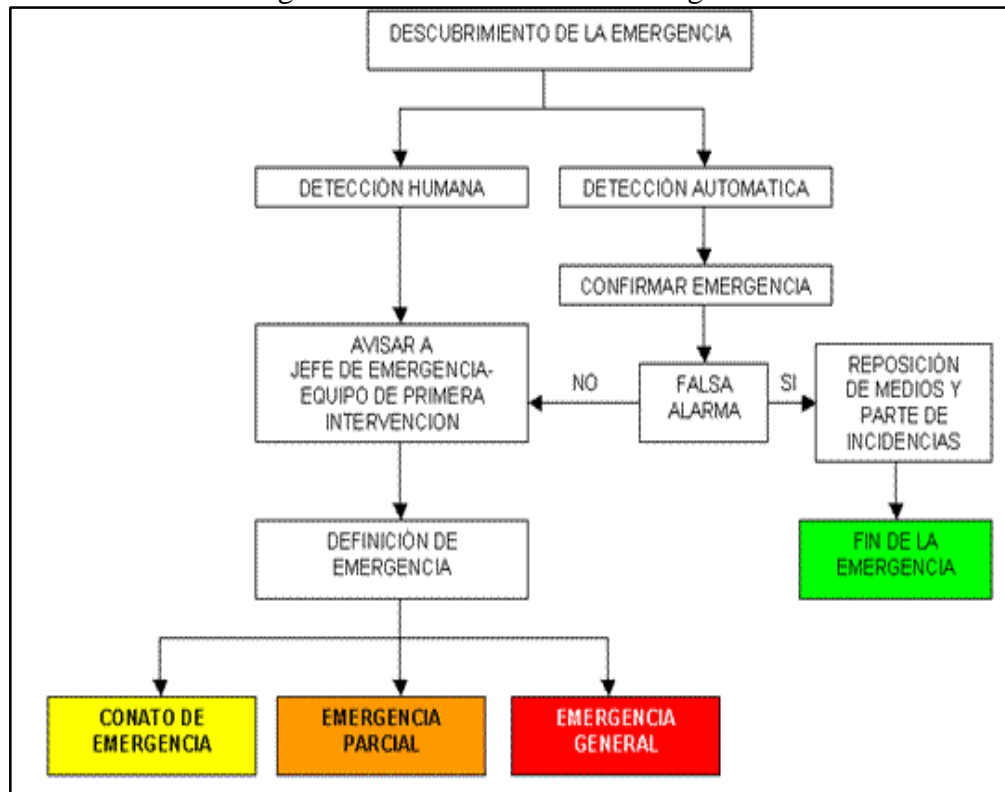 DESCUBRIMIENTO DE LA EMERGENCIA
DETECCIÓN HUMANA
DETECCIÓN AUTOMATICA
CONFIRMAR EMERGENCIA
AVISAR A
JEFE DE EMERGENCIA-
EQUIPO DE PRIMERA
INTERVENCION
NO
FALSA
ALARMA
SI
REPOSICIÓN
DE MEDIOS Y
PARTE DE
INCIDENCIAS
DEFINICIÓN DE
EMERGENCIA
FIN DE LA
EMERGENCIA
CONATO DE
EMERGENCIA
EMERGENCIA
PARCIAL
EMERGENCIA
GENERAL